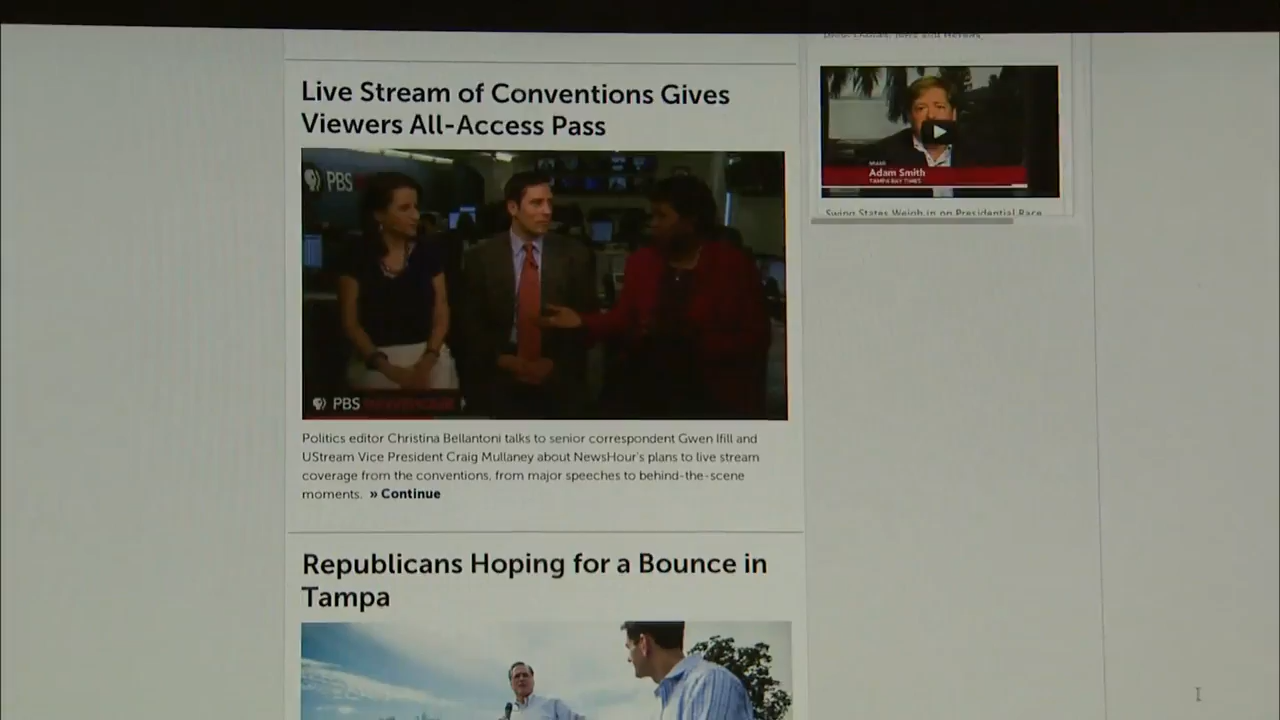 Live Stream of Conventions Gives
Viewers All-Access Pass
PBS
PBS
Politics editor Christina Bellantoni talks to senior correspondent Gwen Ifill and
UStream Vice President Craig Mullaney about NewsHour's plans to live stream
coverage from the conventions, from major speeches to behind-the-scene
moments. » Continue
Republicans Hoping for a Bounce in
Tampa
MIAMI
Adam Smith
TAMPA BAY TIMES
Swing States Weigh in on Presidential Race